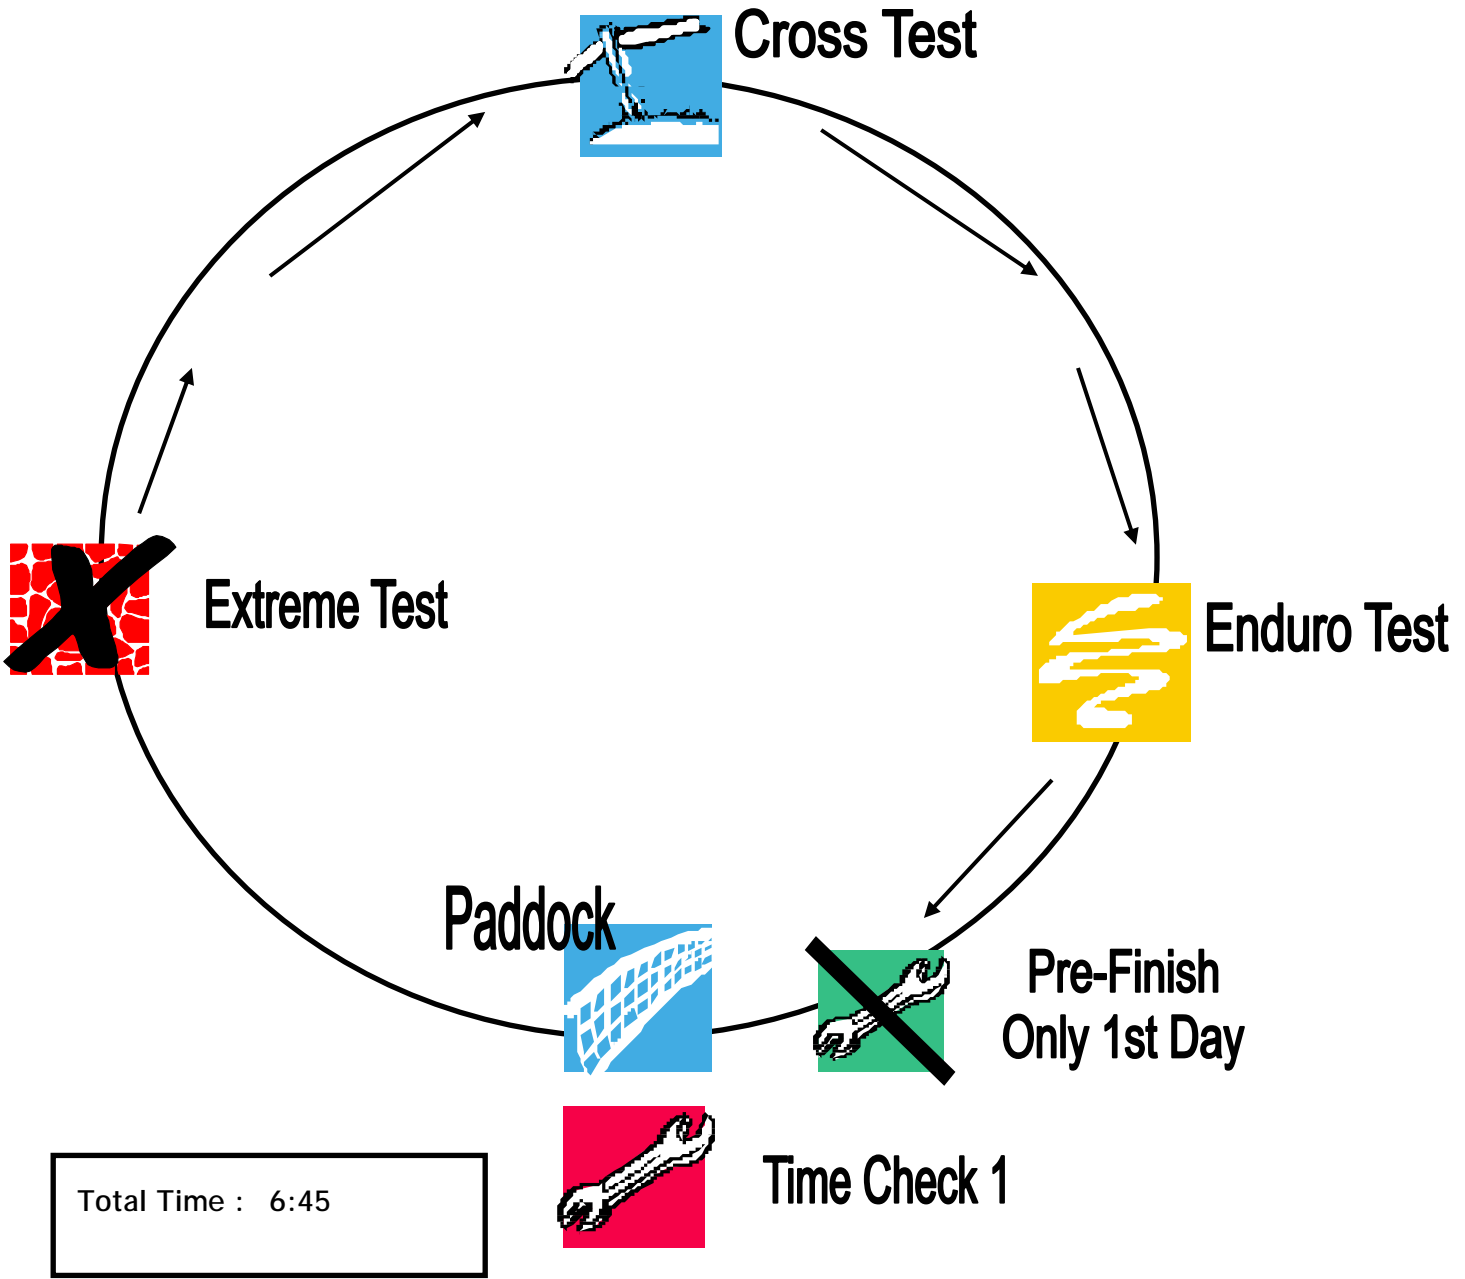 Cross Test
Extreme Test
Enduro Test
Paddock
Pre-Finish
Only 1st Day
Time Check 1
Total Time : 6:45